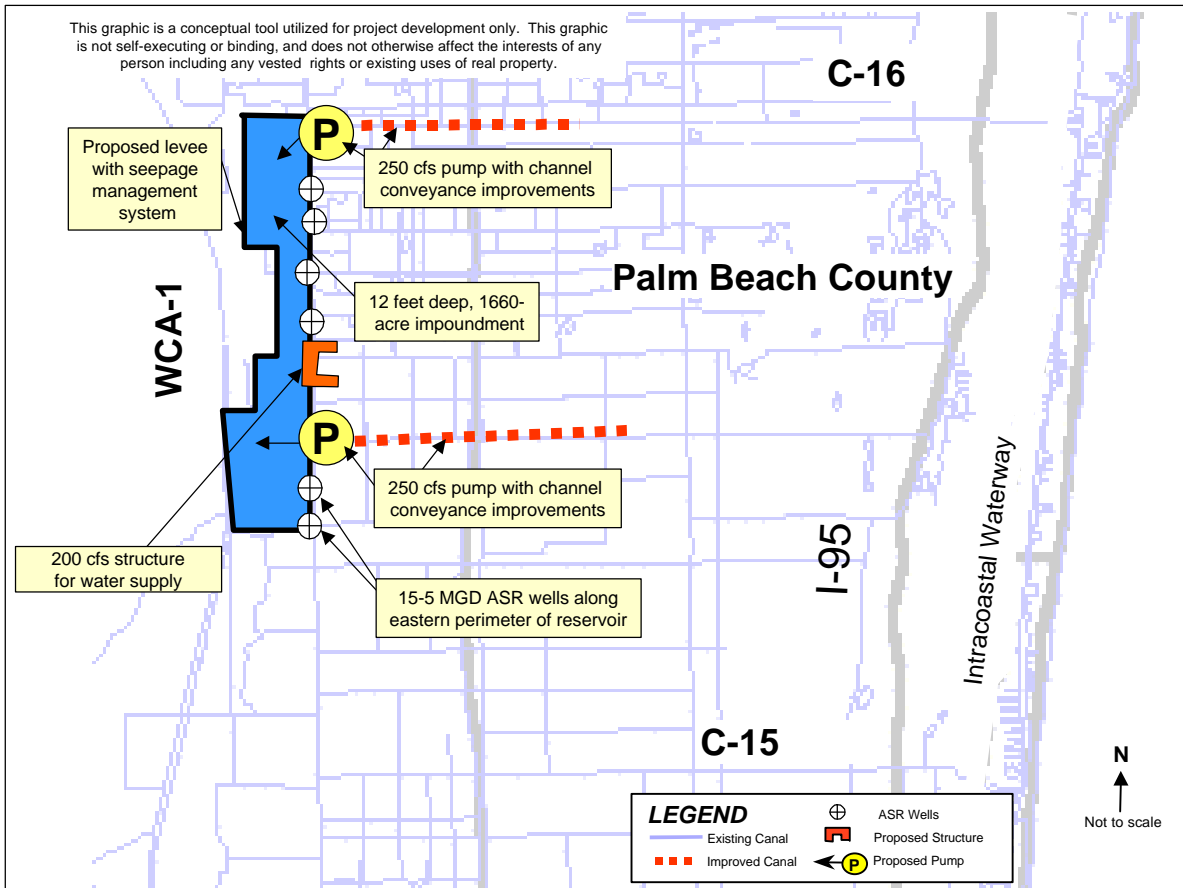 This graphic is a conceptual tool utilized for project development only.  This graphic
is not self-executing or binding, and does not otherwise affect the interests of any
person including any vested  rights or existing uses of real property.
C-16
P
Proposed levee
with seepage
management
system
250 cfs pump with channel
conveyance improvements
Palm Beach County
12 feet deep, 1660-
acre impoundment
WCA-1
P
250 cfs pump with channel
conveyance improvements
200 cfs structure
for water supply
15-5 MGD ASR wells along
eastern perimeter of reservoir
I-95
Intracoastal Waterway
C-15
N
Not to scale
LEGEND
ASR Wells
Existing Canal
Proposed Structure
Improved Canal
P
Proposed Pump